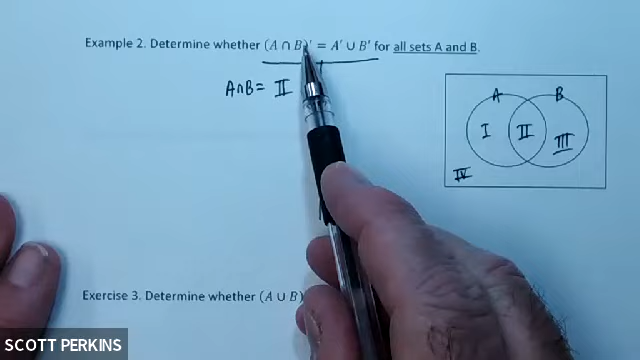 Example 2. Determine whether (A ∩ B)′ = A′ ∪ B′ for all sets A and B.
A∩B = II
A B
I II III
IV
Exercise 3. Determine whether (A ∪ B)
SCOTT PERKINS